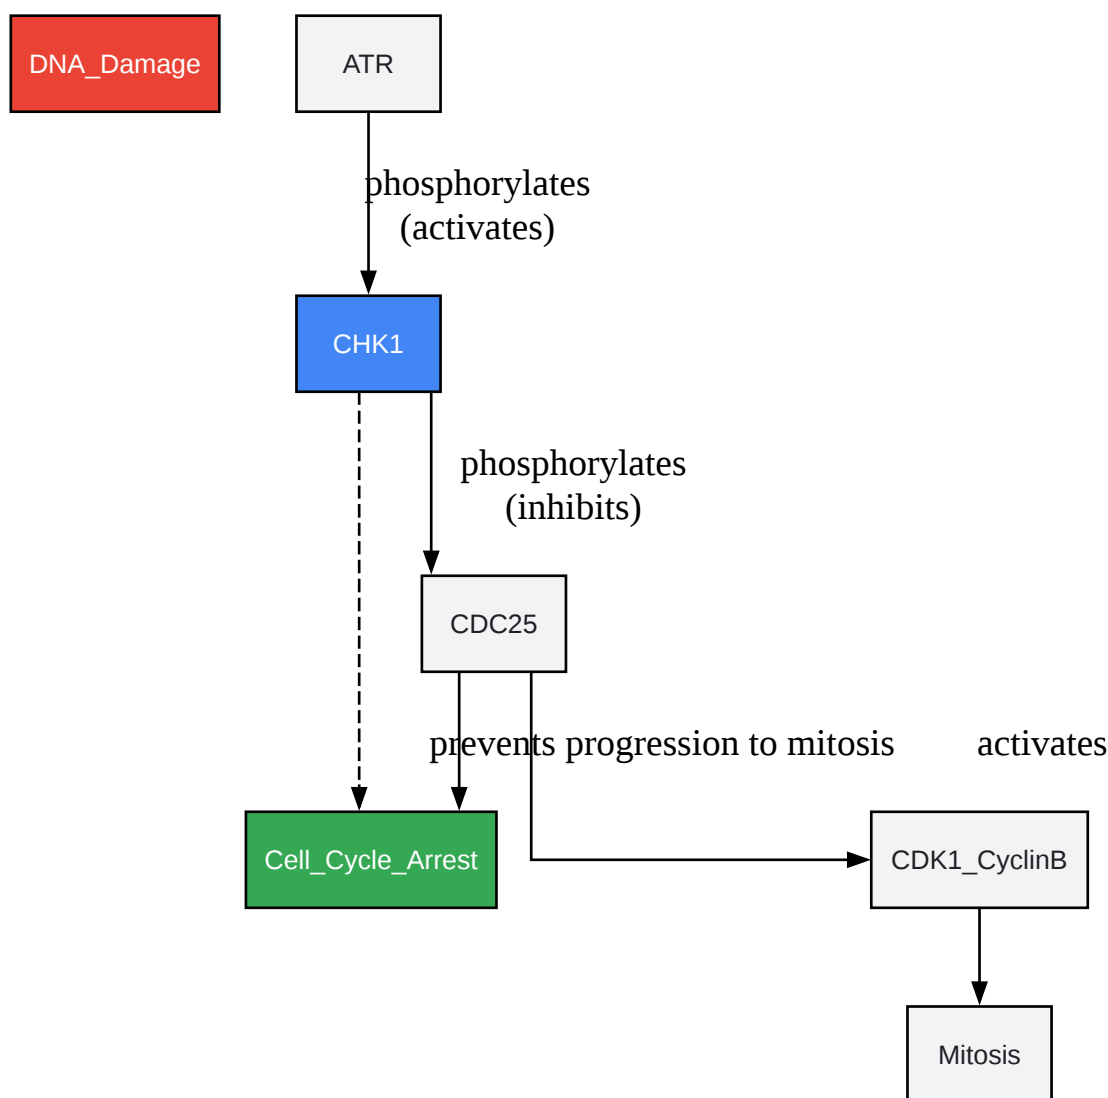 DNA_Damage
ATR
phosphorylates
(activates)
CHK1
phosphorylates
(inhibits)
CDC25
prevents progression to mitosis
activates
Cell_Cycle_Arrest
CDK1_CyclinB
Mitosis